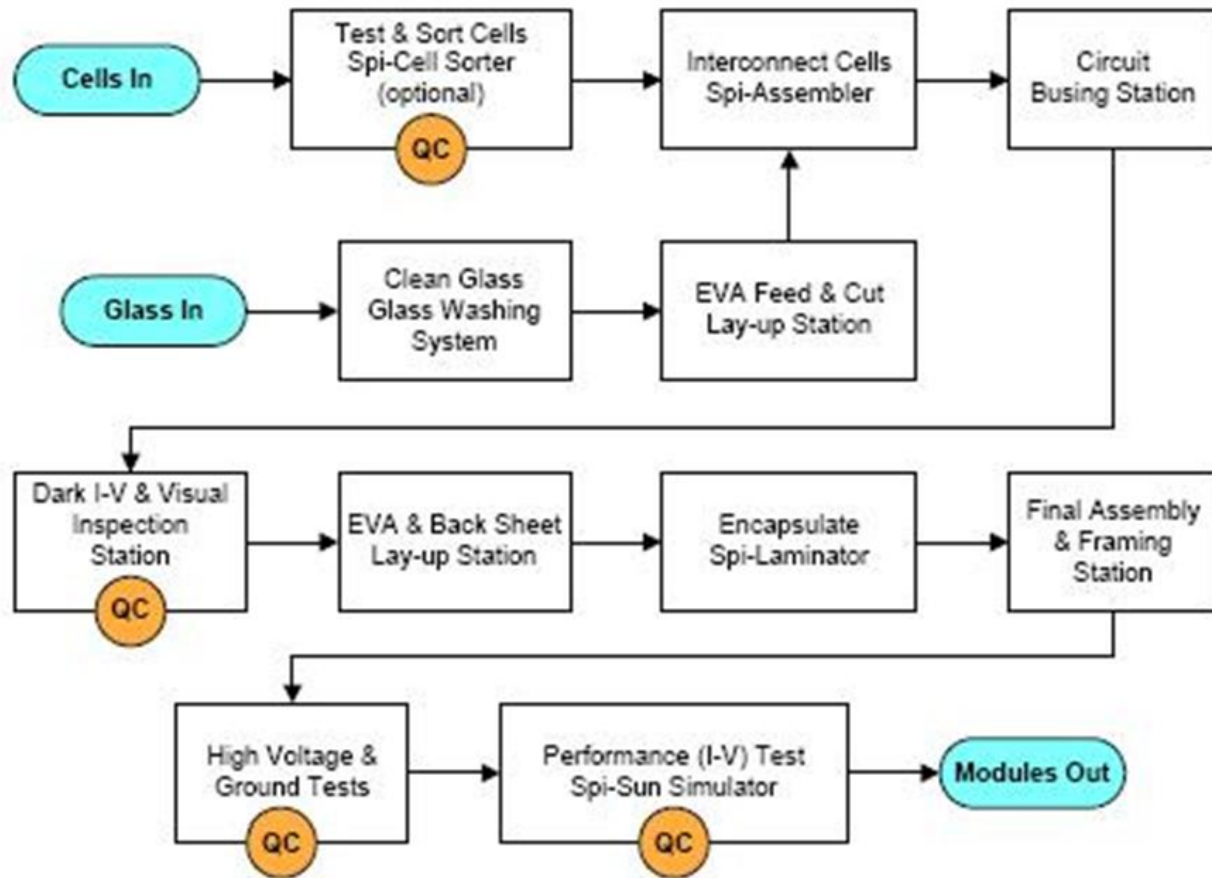 Cells In
Test & Sort Cells
Spi-Cell Sorter
(optional)
QC
Interconnect Cells
Spi-Assembler
Circuit
Busing Station
Glass In
Clean Glass
Glass Washing
System
EVA Feed & Cut
Lay-up Station
Dark I-V & Visual
Inspection
Station
QC
EVA & Back Sheet
Lay-up Station
Encapsulate
Spi-Laminator
Final Assembly
& Framing
Station
High Voltage &
Ground Tests
QC
Performance (I-V) Test
Spi-Sun Simulator
QC
Modules Out